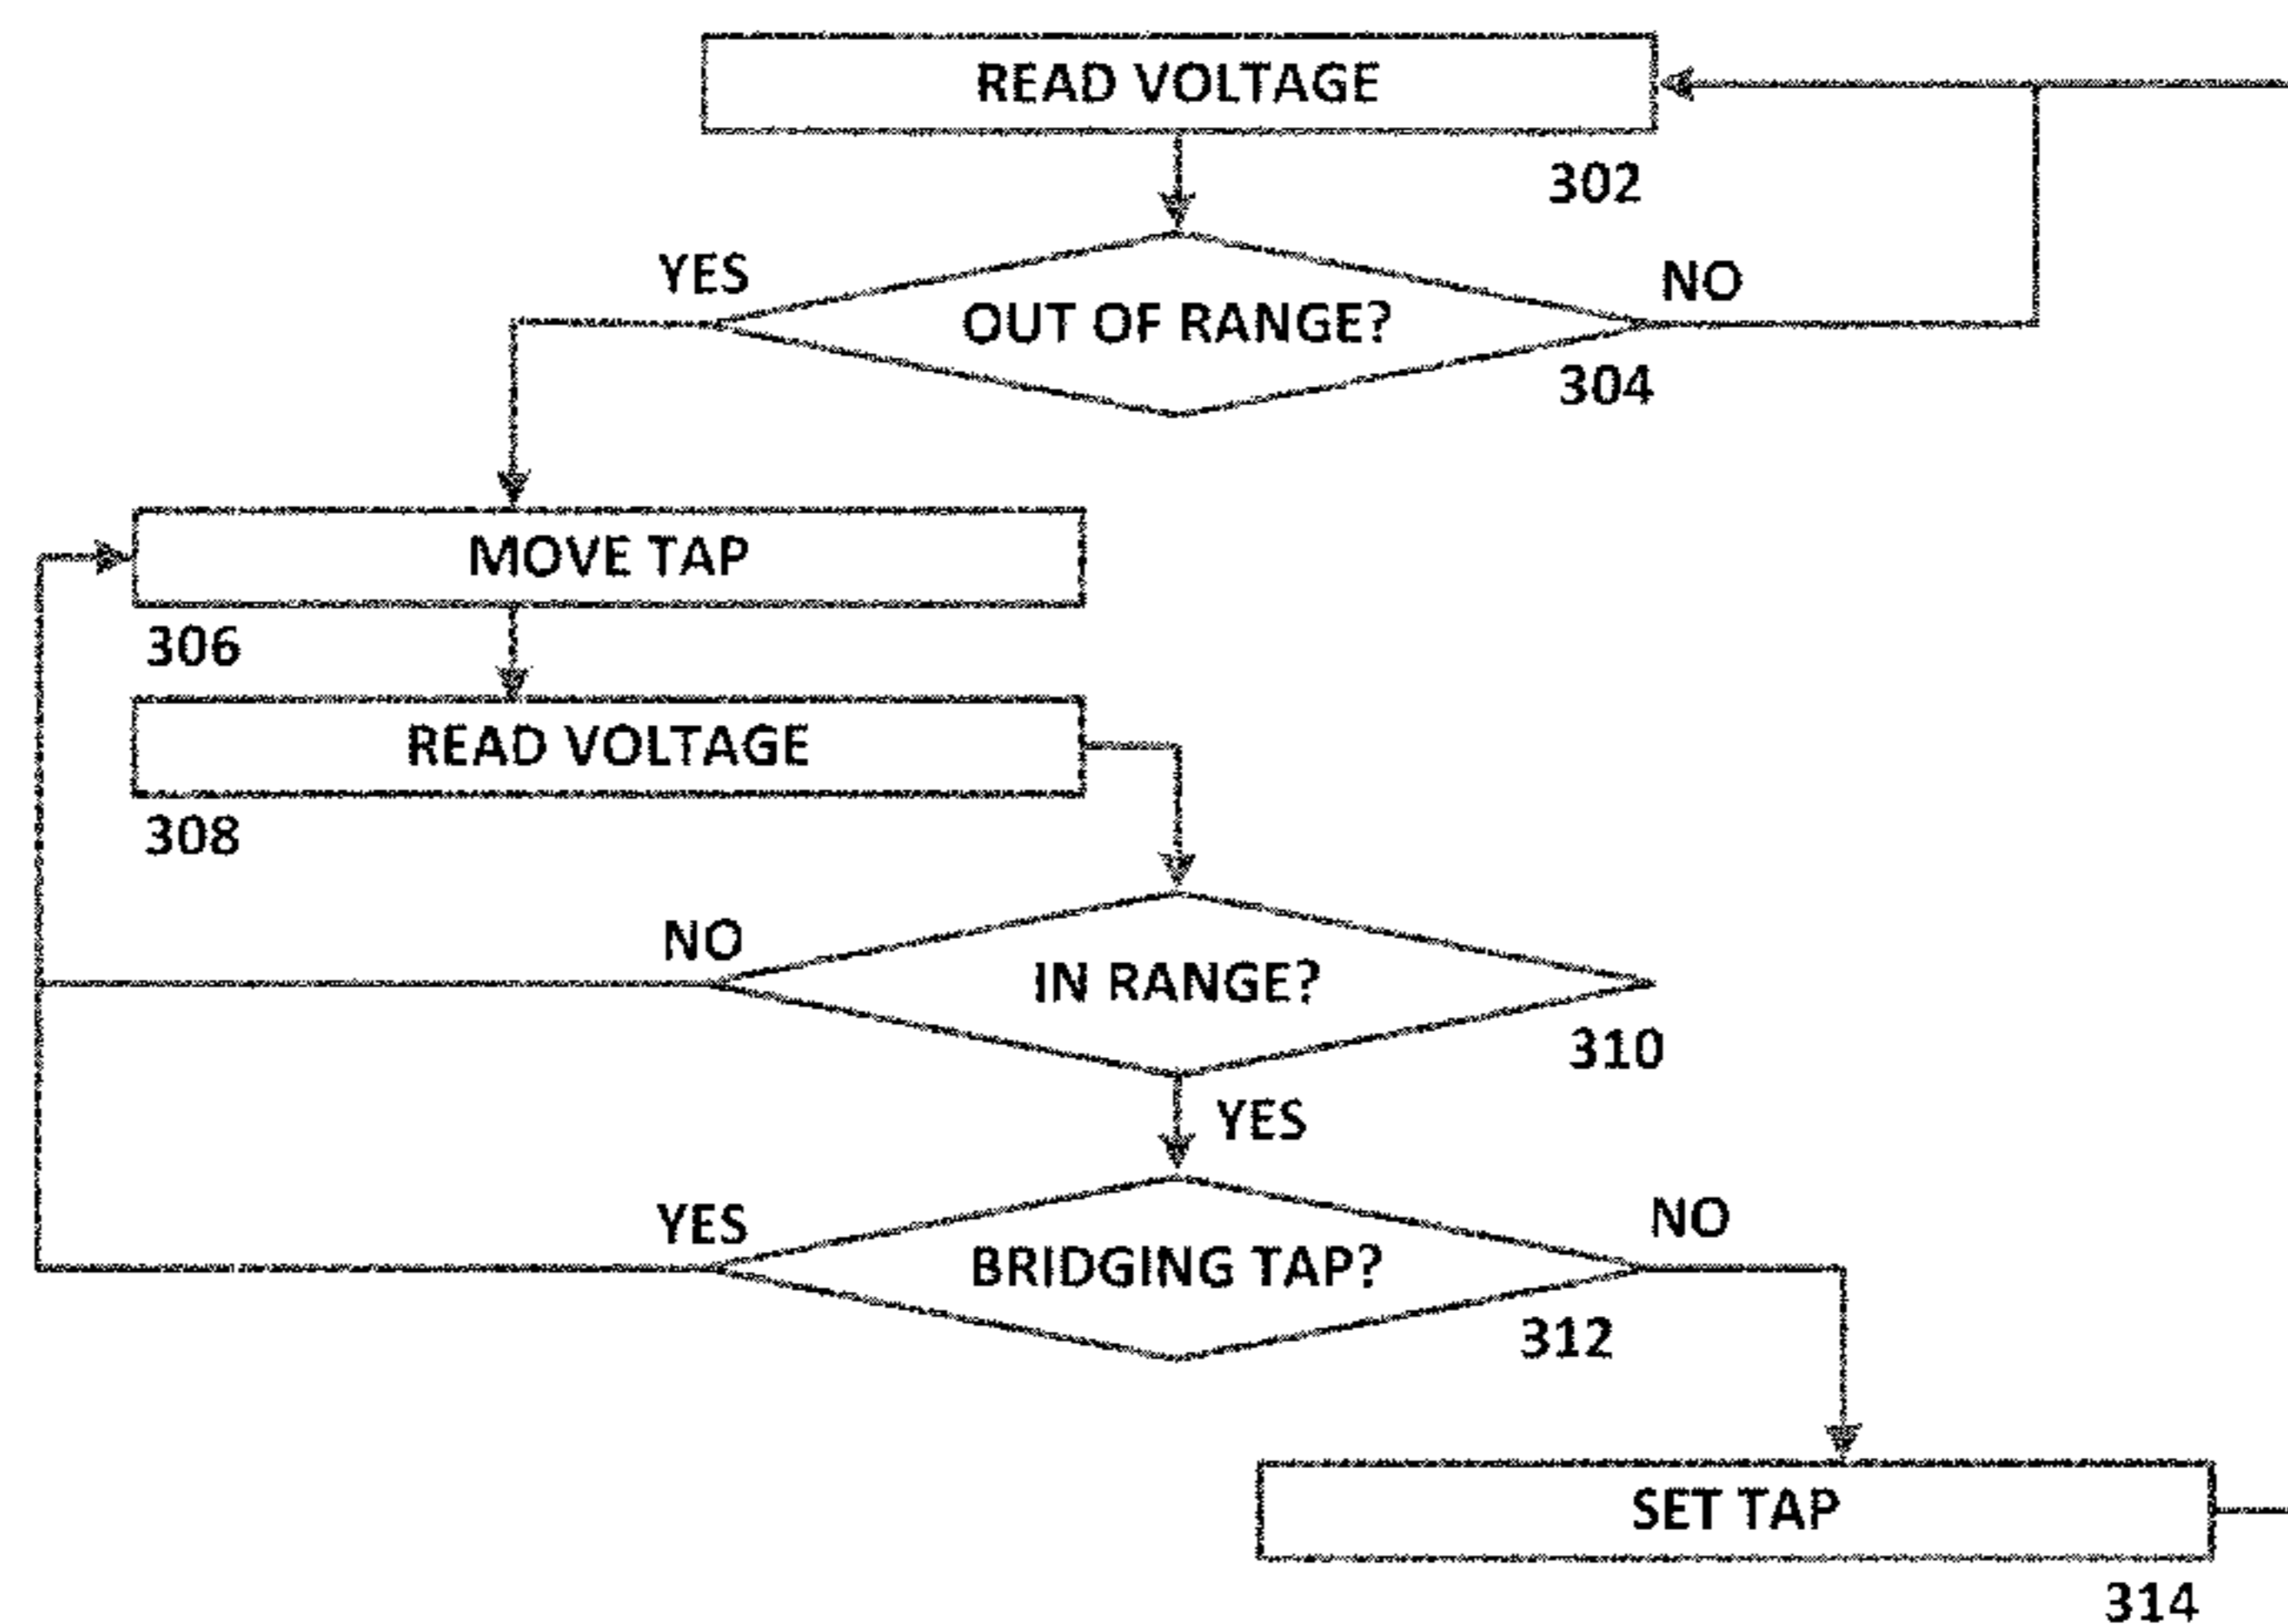 READ VOLTAGE
302
YES
NO
OUT OF RANGE?
304
MOVE TAP
306
READ VOLTAGE
308
NO
IN RANGE?
310
YES
YES
NO
BRIDGING TAP?
312
SET TAP
314